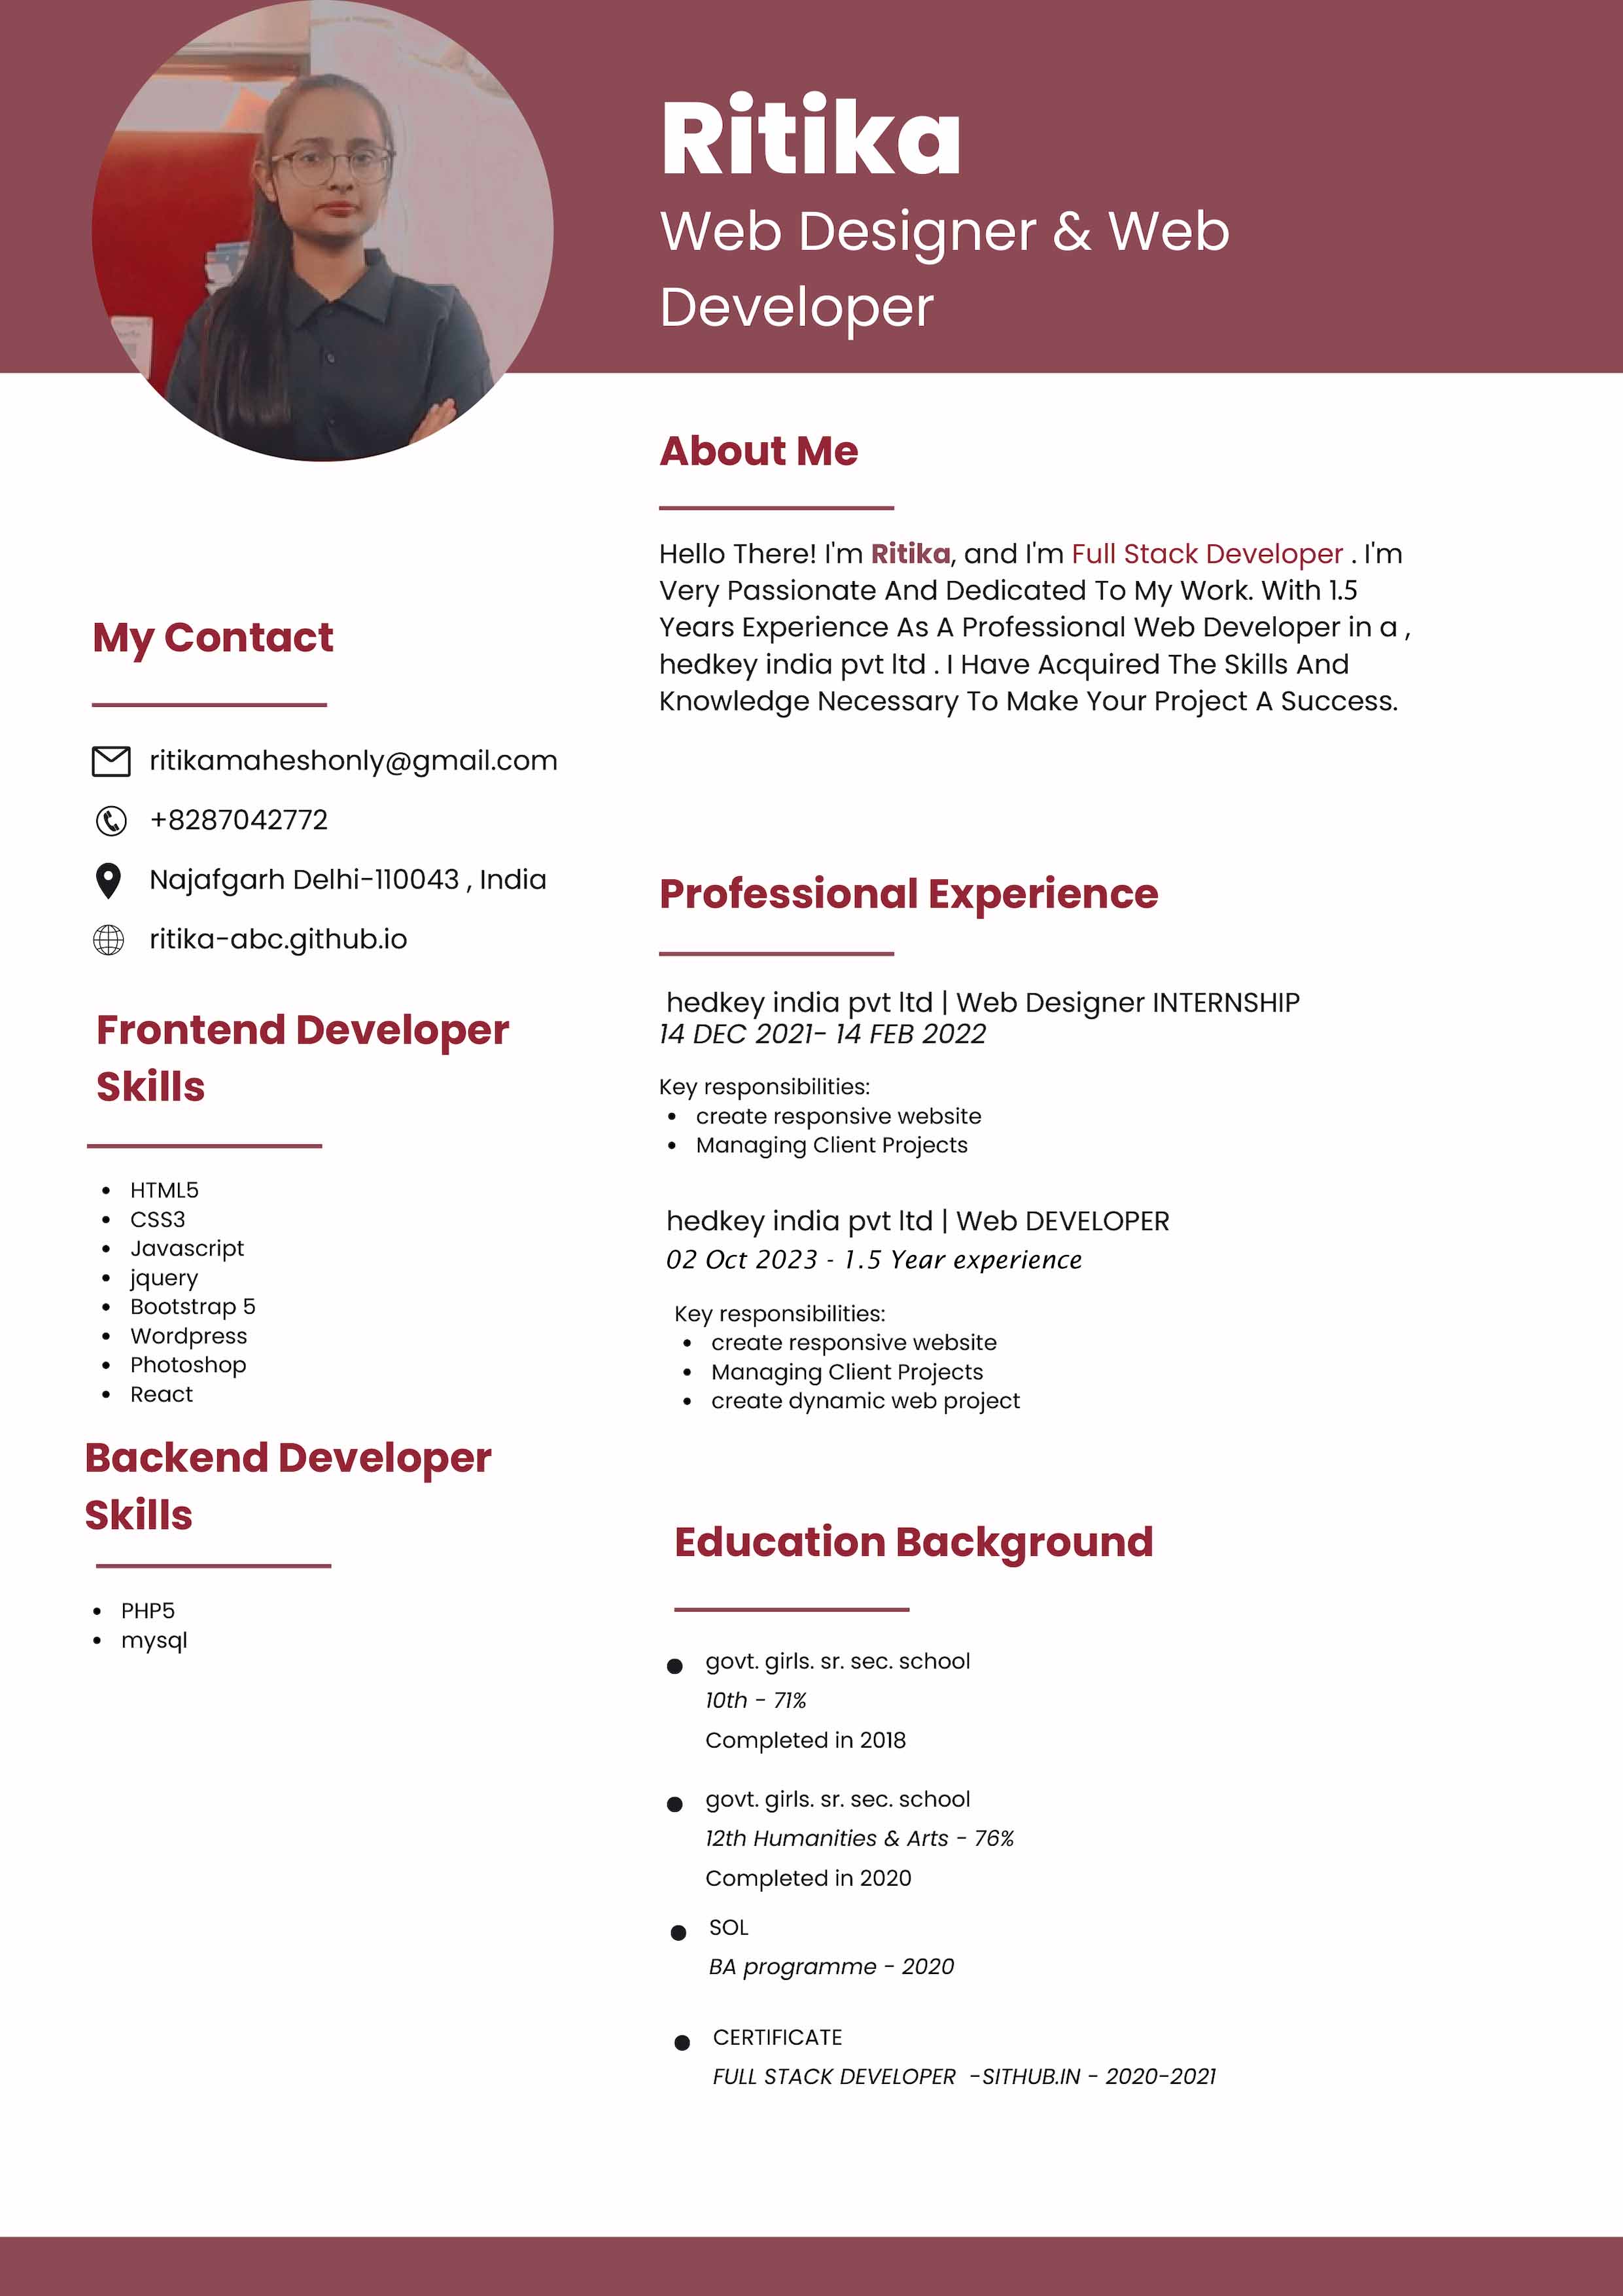 Ritika
Web Designer & Web
Developer
About Me
Hello There! I'm Ritika, and I'm Full Stack Developer . I'm
Very Passionate And Dedicated To My Work. With 1.5
Years Experience As A Professional Web Developer in a ,
hedkey india pvt ltd . I Have Acquired The Skills And
Knowledge Necessary To Make Your Project A Success.
My Contact
ritikamaheshonly@gmail.com
+8287042772
Najafgarh Delhi-110043 , India
ritika-abc.github.io
Frontend Developer
Skills
• HTML5
• CSS3
• Javascript
• jquery
• Bootstrap 5
• Wordpress
• Photoshop
• React
Backend Developer
Skills
• PHP5
• mysql
Professional Experience
hedkey india pvt ltd | Web Designer INTERNSHIP
14 DEC 2021- 14 FEB 2022
Key responsibilities:
• create responsive website
• Managing Client Projects
hedkey india pvt ltd | Web DEVELOPER
02 Oct 2023 - 1.5 Year experience
Key responsibilities:
• create responsive website
• Managing Client Projects
• create dynamic web project
Education Background
• govt. girls. sr. sec. school
10th - 71%
Completed in 2018
• govt. girls. sr. sec. school
12th Humanities & Arts - 76%
Completed in 2020
• SOL
BA programme - 2020
• CERTIFICATE
FULL STACK DEVELOPER -SITHUB.IN - 2020-2021